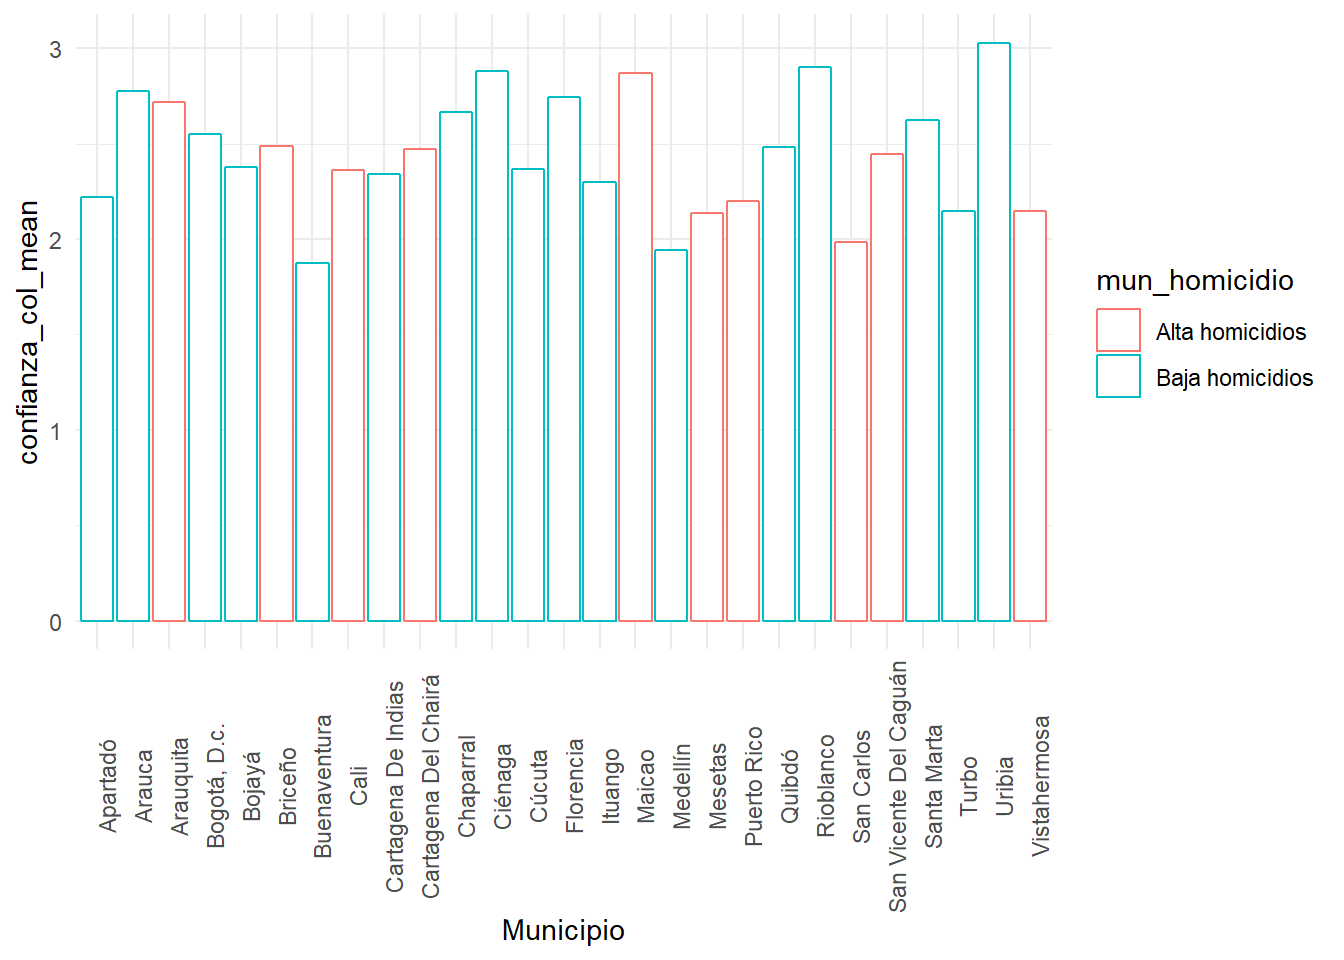 confianza_col_mean
3
2
1
0
Apartadó
Arauca
Arauquita
Bogotá, D.c.
Bojayá
Briceño
Buenaventura
Cali
Cartagena De Indias
Cartagena Del Chairá
Chaparral
Ciénaga
Cúcuta
Florencia
Ituango
Maicao
Medellín
Mesetas
Puerto Rico
Quibdó
Rioblanco
San Carlos
San Vicente Del Caguán
Santa Marta
Turbo
Uribia
Vistahermosa
Municipio
mun_homicidio
Alta homicidios
Baja homicidios